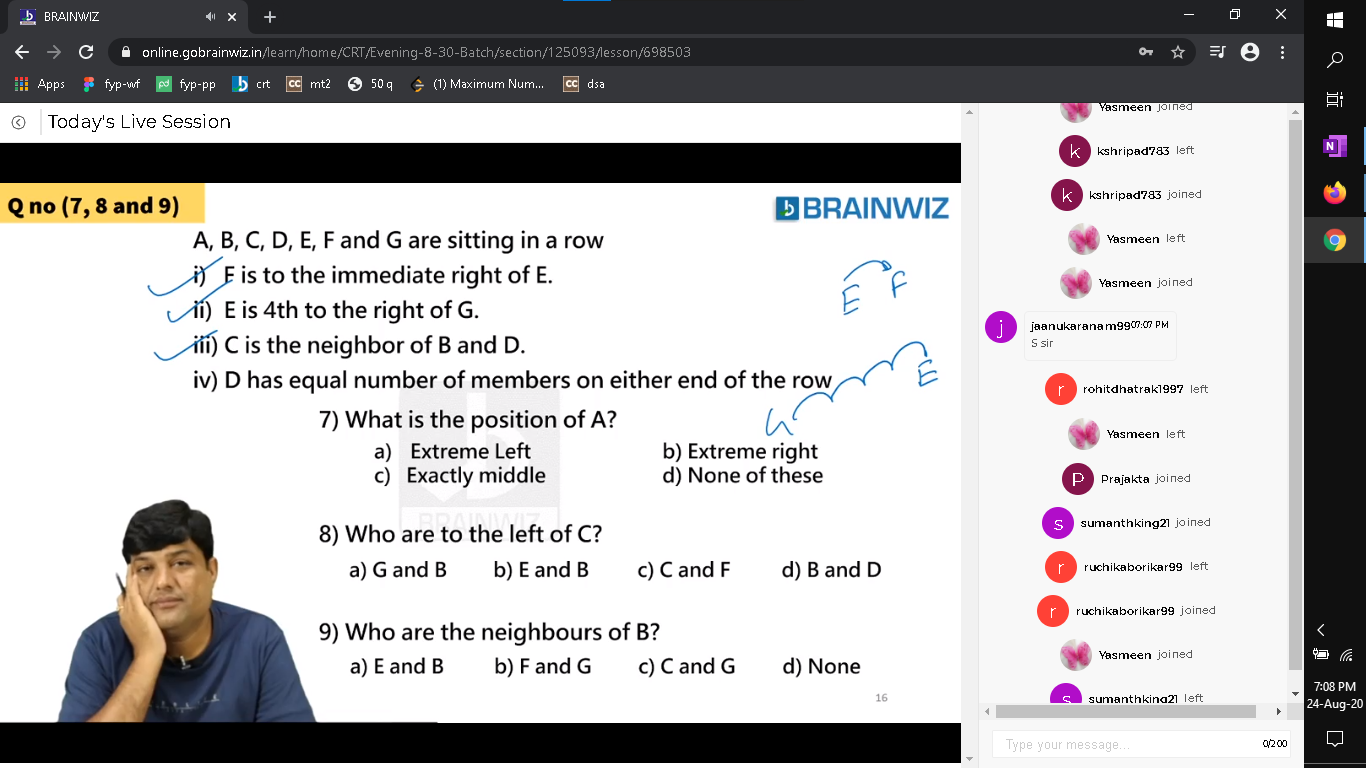 BRAINWIZ
online.gobrainwiz.in/learn/home/CRT/Evening-8-30-Batch/section/125093/lesson/698503
Apps fyp-wf fyp-pp crt mt2 50 q (1) Maximum Num... dsa
Today's Live Session
Q no (7, 8 and 9)
BRAINWIZ
A, B, C, D, E, F and G are sitting in a row
i) F is to the immediate right of E.
ii) E is 4th to the right of G.
iii) C is the neighbor of B and D.
iv) D has equal number of members on either end of the row
E F
G E
7) What is the position of A?
a) Extreme Left b) Extreme right
c) Exactly middle d) None of these
BRAINWIZ
8) Who are to the left of C?
a) G and B b) E and B c) C and F d) B and D
9) Who are the neighbours of B?
a) E and B b) F and G c) C and G d) None
16
Yasmeen joined
k kshripad783 left
k kshripad783 joined
Yasmeen left
Yasmeen joined
j jaanukaranam99 07:07 PM
S sir
r rohitdhatrak1997 left
Yasmeen left
P Prajakta joined
s sumanthking21 joined
r ruchikaborikar99 left
r ruchikaborikar99 joined
Yasmeen joined
s sumanthking21 left
Type your message... 0/200
N
7:08 PM
24-Aug-20